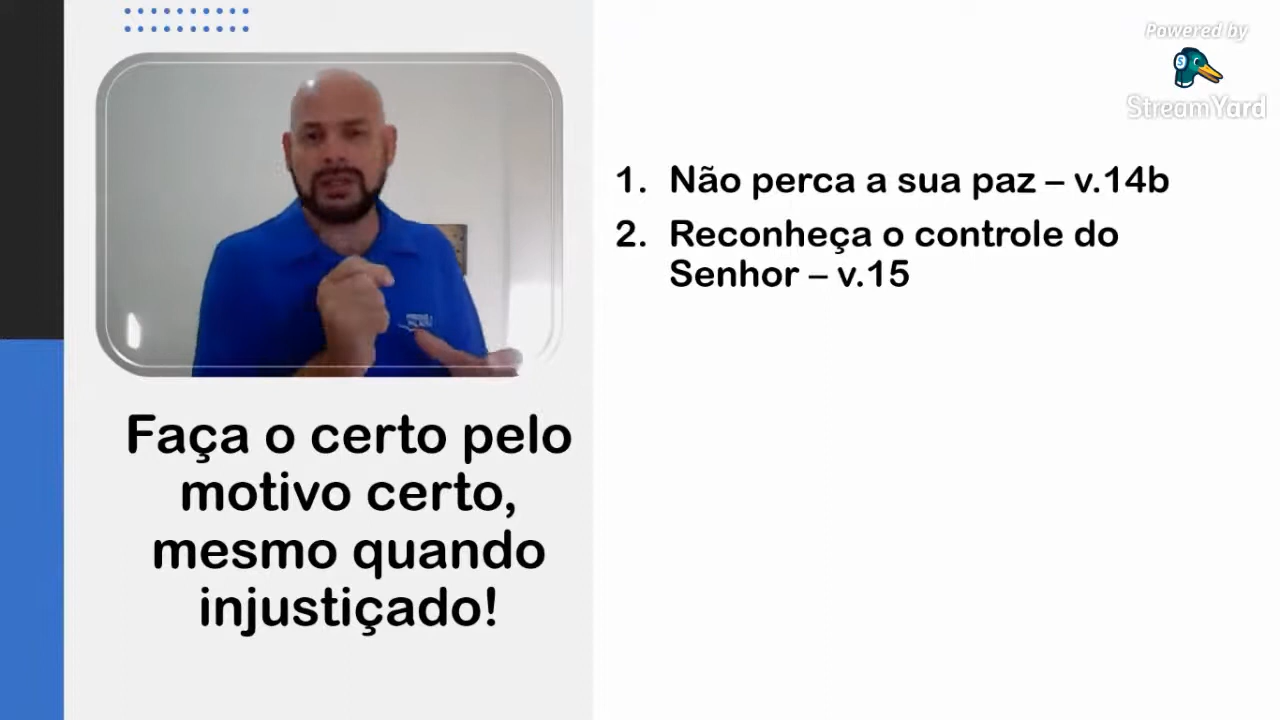 Powered by
StreamYard
1. Não perca a sua paz – v.14b
2. Reconheça o controle do
Senhor – v.15
Faça o certo pelo
motivo certo,
mesmo quando
injustiçado!